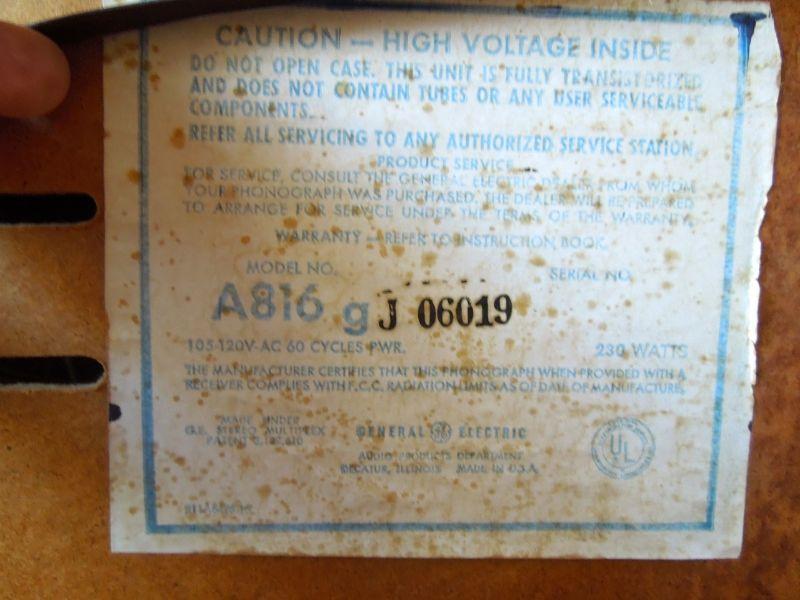 CAUTION — HIGH VOLTAGE INSIDE
DO NOT OPEN CASE. THIS UNIT IS FULLY TRANSISTORIZED
AND DOES NOT CONTAIN TUBES OR ANY USER SERVICEABLE
COMPONENTS.
REFER ALL SERVICING TO ANY AUTHORIZED SERVICE STATION.
PRODUCT SERVICE
FOR SERVICE, CONSULT THE GENERAL ELECTRIC DEALER FROM WHOM
YOUR PHONOGRAPH WAS PURCHASED. THE DEALER WILL BE PREPARED
TO ARRANGE FOR SERVICE UNDER THE TERMS OF THE WARRANTY.
WARRANTY — REFER TO INSTRUCTION BOOK.
MODEL NO. SERIAL NO.
A816 g J 06019
105-120V-AC 60 CYCLES PWR. 230 WATTS
THE MANUFACTURER CERTIFIES THAT THIS PHONOGRAPH WHEN PROVIDED WITH A
RECEIVER COMPLIES WITH F.C.C. RADIATION LIMITS AS OF DATE OF MANUFACTURE.
MADE UNDER
G.E. STEREO MULTIPLEX
PATENT
GENERAL GE ELECTRIC
AUDIO PRODUCTS DEPARTMENT
DECATUR, ILLINOIS MADE IN U.S.A.
UL